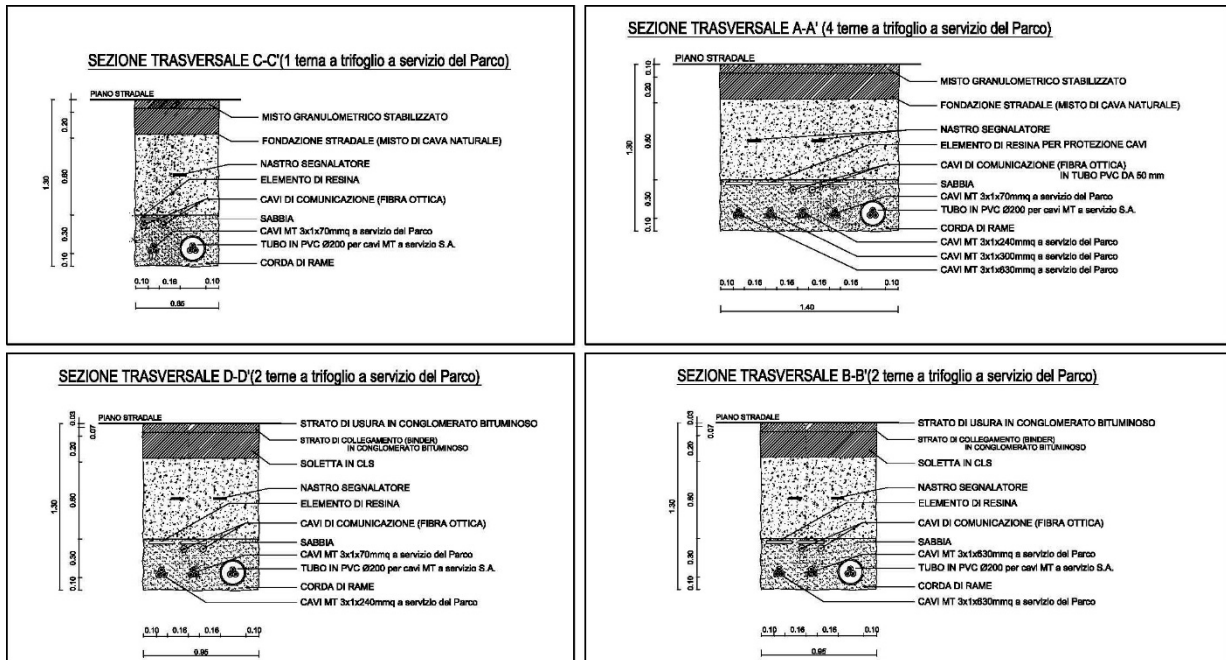 SEZIONE TRASVERSALE C-C'(1 terna a trifoglio a servizio del Parco)
PIANO STRADALE
MISTO GRANULOMETRICO STABILIZZATO
FONDAZIONE STRADALE (MISTO DI CAVA NATURALE)
NASTRO SEGNALATORE
ELEMENTO DI RESINA
CAVI DI COMUNICAZIONE (FIBRA OTTICA)
SABBIA
CAVI MT 3x1x70mmq a servizio del Parco
TUBO IN PVC Ø200 per cavi MT a servizio S.A.
CORDA DI RAME
0.20
0.60
1.30
0.30
0.10
0.10 0.16 0.16 0.10
0.65
SEZIONE TRASVERSALE A-A' (4 terne a trifoglio a servizio del Parco)
PIANO STRADALE
MISTO GRANULOMETRICO STABILIZZATO
FONDAZIONE STRADALE (MISTO DI CAVA NATURALE)
NASTRO SEGNALATORE
ELEMENTO DI RESINA PER PROTEZIONE CAVI
CAVI DI COMUNICAZIONE (FIBRA OTTICA)
IN TUBO PVC DA 50 mm
SABBIA
CAVI MT 3x1x70mmq a servizio del Parco
TUBO IN PVC Ø200 per cavi MT a servizio S.A.
CORDA DI RAME
CAVI MT 3x1x240mmq a servizio del Parco
CAVI MT 3x1x300mmq a servizio del Parco
CAVI MT 3x1x630mmq a servizio del Parco
0.10
0.20
0.60
1.30
0.30
0.10
0.10 0.16 0.16 0.16 0.16 0.10
1.40
SEZIONE TRASVERSALE D-D'(2 terne a trifoglio a servizio del Parco)
PIANO STRADALE
STRATO DI USURA IN CONGLOMERATO BITUMINOSO
STRATO DI COLLEGAMENTO (BINDER)
IN CONGLOMERATO BITUMINOSO
SOLETTA IN CLS
NASTRO SEGNALATORE
ELEMENTO DI RESINA
CAVI DI COMUNICAZIONE (FIBRA OTTICA)
SABBIA
CAVI MT 3x1x70mmq a servizio del Parco
TUBO IN PVC Ø200 per cavi MT a servizio S.A.
CORDA DI RAME
CAVI MT 3x1x240mmq a servizio del Parco
0.03
0.07
0.20
0.60
1.30
0.30
0.10
0.10 0.16 0.16 0.10
0.95
SEZIONE TRASVERSALE B-B'(2 terne a trifoglio a servizio del Parco)
PIANO STRADALE
STRATO DI USURA IN CONGLOMERATO BITUMINOSO
STRATO DI COLLEGAMENTO (BINDER)
IN CONGLOMERATO BITUMINOSO
SOLETTA IN CLS
NASTRO SEGNALATORE
ELEMENTO DI RESINA
CAVI DI COMUNICAZIONE (FIBRA OTTICA)
SABBIA
CAVI MT 3x1x630mmq a servizio del Parco
TUBO IN PVC Ø200 per cavi MT a servizio S.A.
CORDA DI RAME
CAVI MT 3x1x630mmq a servizio del Parco
0.03
0.07
0.20
0.60
1.30
0.30
0.10
0.10 0.16 0.16 0.10
0.95